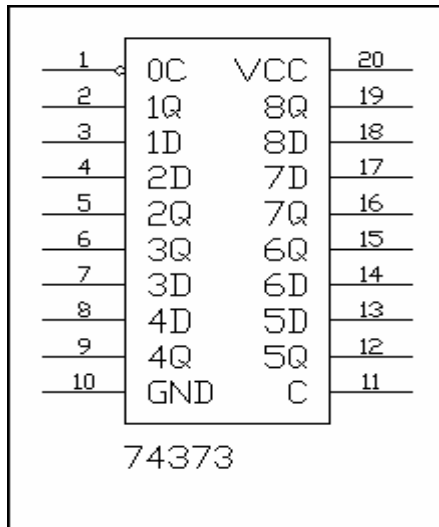 1 OC VCC 20
2 1Q 8Q 19
3 1D 8D 18
4 2D 7D 17
5 2Q 7Q 16
6 3Q 6Q 15
7 3D 6D 14
8 4D 5D 13
9 4Q 5Q 12
10 GND C 11
74373